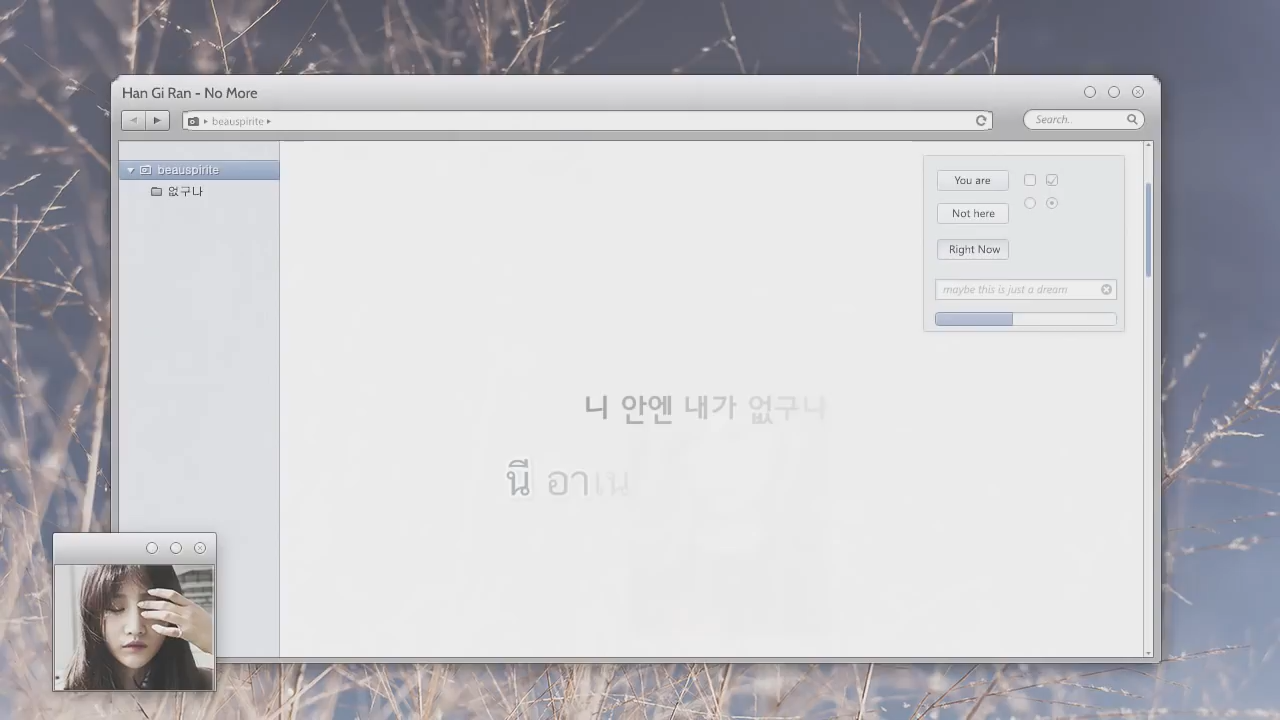 Han Gi Ran - No More
beauspirite
Search..
beauspirite
없구나
You are
Not here
Right Now
maybe this is just a dream
니 안엔 내가 없구나
นี อาเน